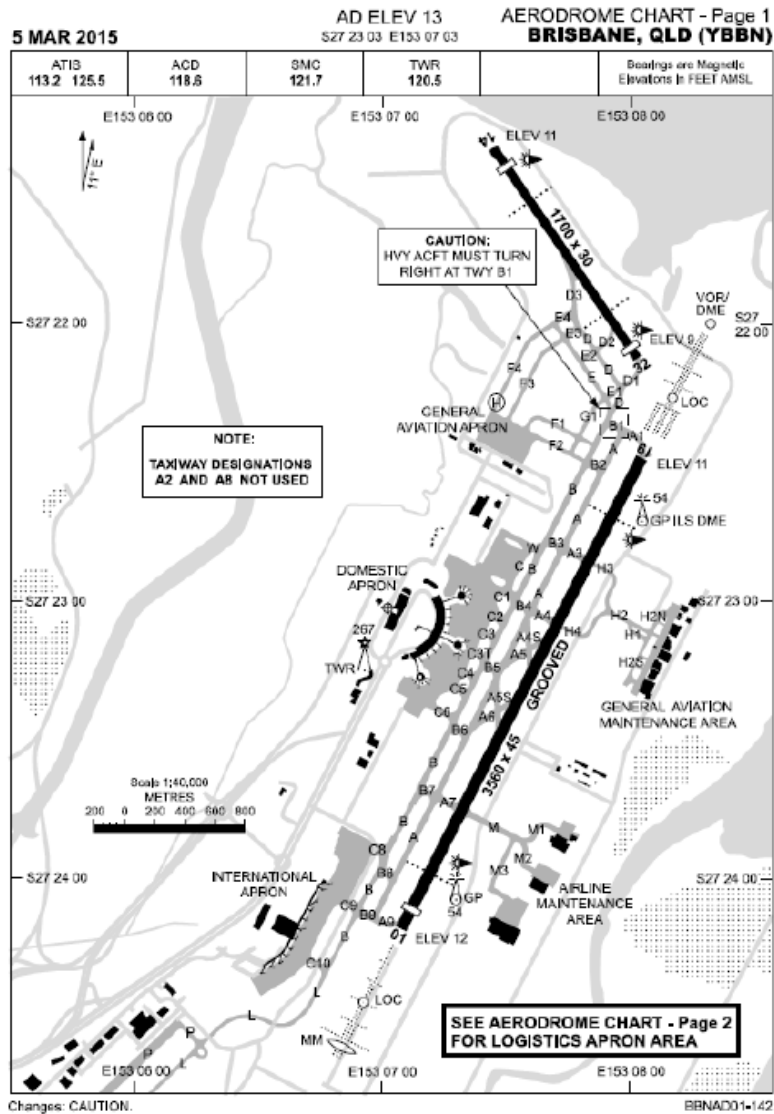 5 MAR 2015
AD ELEV 13
S27 23 03 E153 07 03
AERODROME CHART - Page 1
BRISBANE, QLD (YBBN)
ATIS
113.2 125.5
ACD
118.6
SMC
121.7
TWR
120.5
Bearings are Magnetic
Elevations in FEET AMSL
E153 06 00
E153 07 00
E153 08 00
11° E
14
ELEV 11
1700 x 30
CAUTION:
HVY ACFT MUST TURN
RIGHT AT TWY B1
VOR/
DME
S27 22 00
S27
22 00
D3
E4
E3
D
D2
ELEV 9
E2
D
32
F4
E
D1
F3
E1
LOC
H
D
GENERAL
AVIATION APRON
G1
F1
B1
A1
19
F2
A
ELEV 11
B2
NOTE:
TAXIWAY DESIGNATIONS
A2 AND A8 NOT USED
B
54
A
GP ILS DME
W
B3
A3
C
B
H3
DOMESTIC
APRON
S27 23 00
S27 23 00
C1
A
B4
C2
A4
H2
H2N
267
C3
A4S
H4
H1
TWR
C3T
A5
B5
H2S
C4
C5
A5S
GROOVED
C6
A6
B6
GENERAL AVIATION
MAINTENANCE AREA
3560 x 45
B
Scale 1:40,000
METRES
200 0 200 400 600 800
B7
A7
B
A
M
M1
C8
M2
B8
M3
S27 24 00
S27 24 00
INTERNATIONAL
APRON
B
GP
54
AIRLINE
MAINTENANCE
AREA
C9
B9
A9
01
ELEV 12
B
C10
L
LOC
L
P
MM
P
L
SEE AERODROME CHART - Page 2
FOR LOGISTICS APRON AREA
E153 06 00
E153 07 00
E153 08 00
Changes: CAUTION.
BBNAD01-142